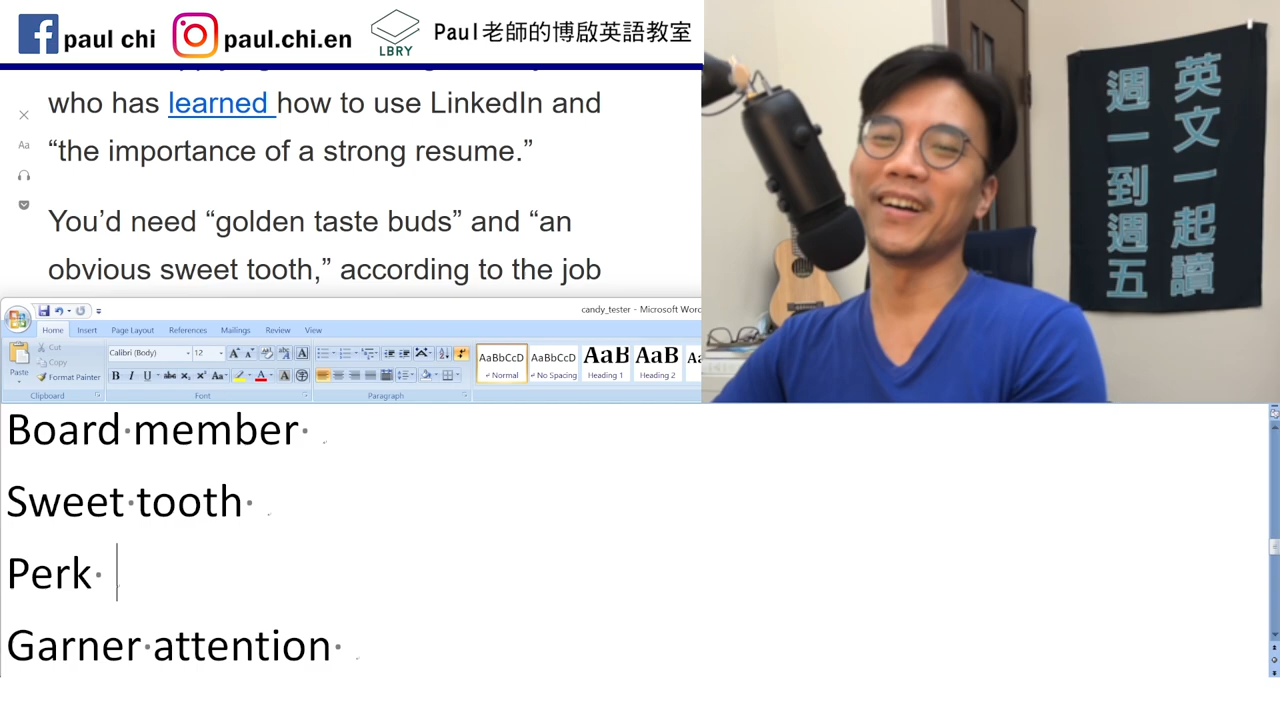 paul chi
paul.chi.en
LBRY
Paul老師的博啟英語教室
who has learned how to use LinkedIn and
“the importance of a strong resume.”
You’d need “golden taste buds” and “an
obvious sweet tooth,” according to the job
candy_tester - Microsoft Word
Home Insert Page Layout References Mailings Review View
Paste
Cut
Copy
Format Painter
Calibri (Body) 12
AaBbCcD AaBbCcD AaBb AaB
Normal No Spacing Heading 1 Heading 2
Clipboard Font Paragraph
Board member
Sweet tooth
Perk
Garner attention
英文一起讀
週一到週五